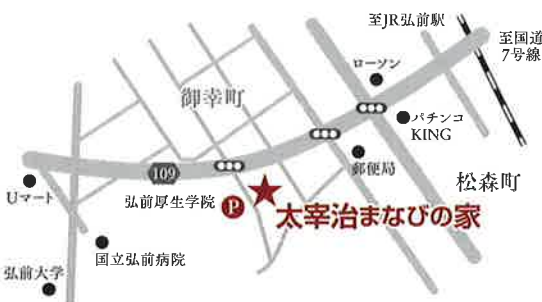 至JR弘前駅
至国道
7号線
ローソン
御幸町
パチンコ
KING
郵便局
109
松森町
Uマート
弘前厚生学院
P
太宰治まなびの家
国立弘前病院
弘前大学